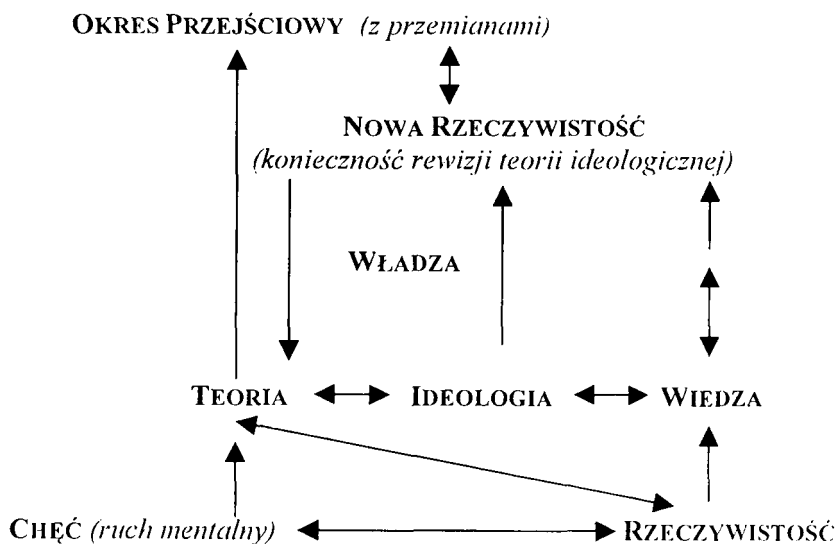 OKRES PRZEJŚCIOWY (z przemianami)
NOWA RZECZYWISTOŚĆ
(konieczność rewizji teorii ideologicznej)
WŁADZA
TEORIA IDEOLOGIA WIEDZA
CHĘĆ (ruch mentalny) RZECZYWISTOŚĆ